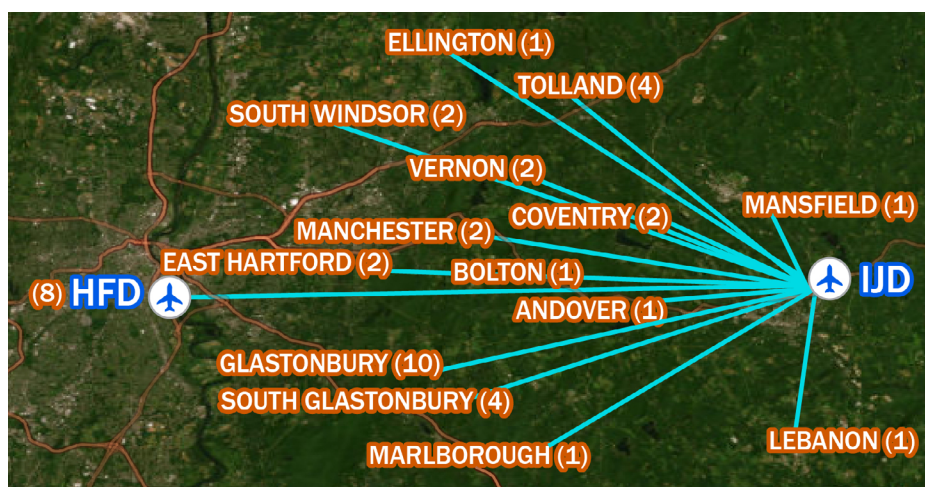 ELLINGTON (1)
TOLLAND (4)
SOUTH WINDSOR (2)
VERNON (2)
MANSFIELD (1)
COVENTRY (2)
MANCHESTER (2)
EAST HARTFORD (2)
BOLTON (1)
(8) HFD
IJD
ANDOVER (1)
GLASTONBURY (10)
SOUTH GLASTONBURY (4)
LEBANON (1)
MARLBOROUGH (1)